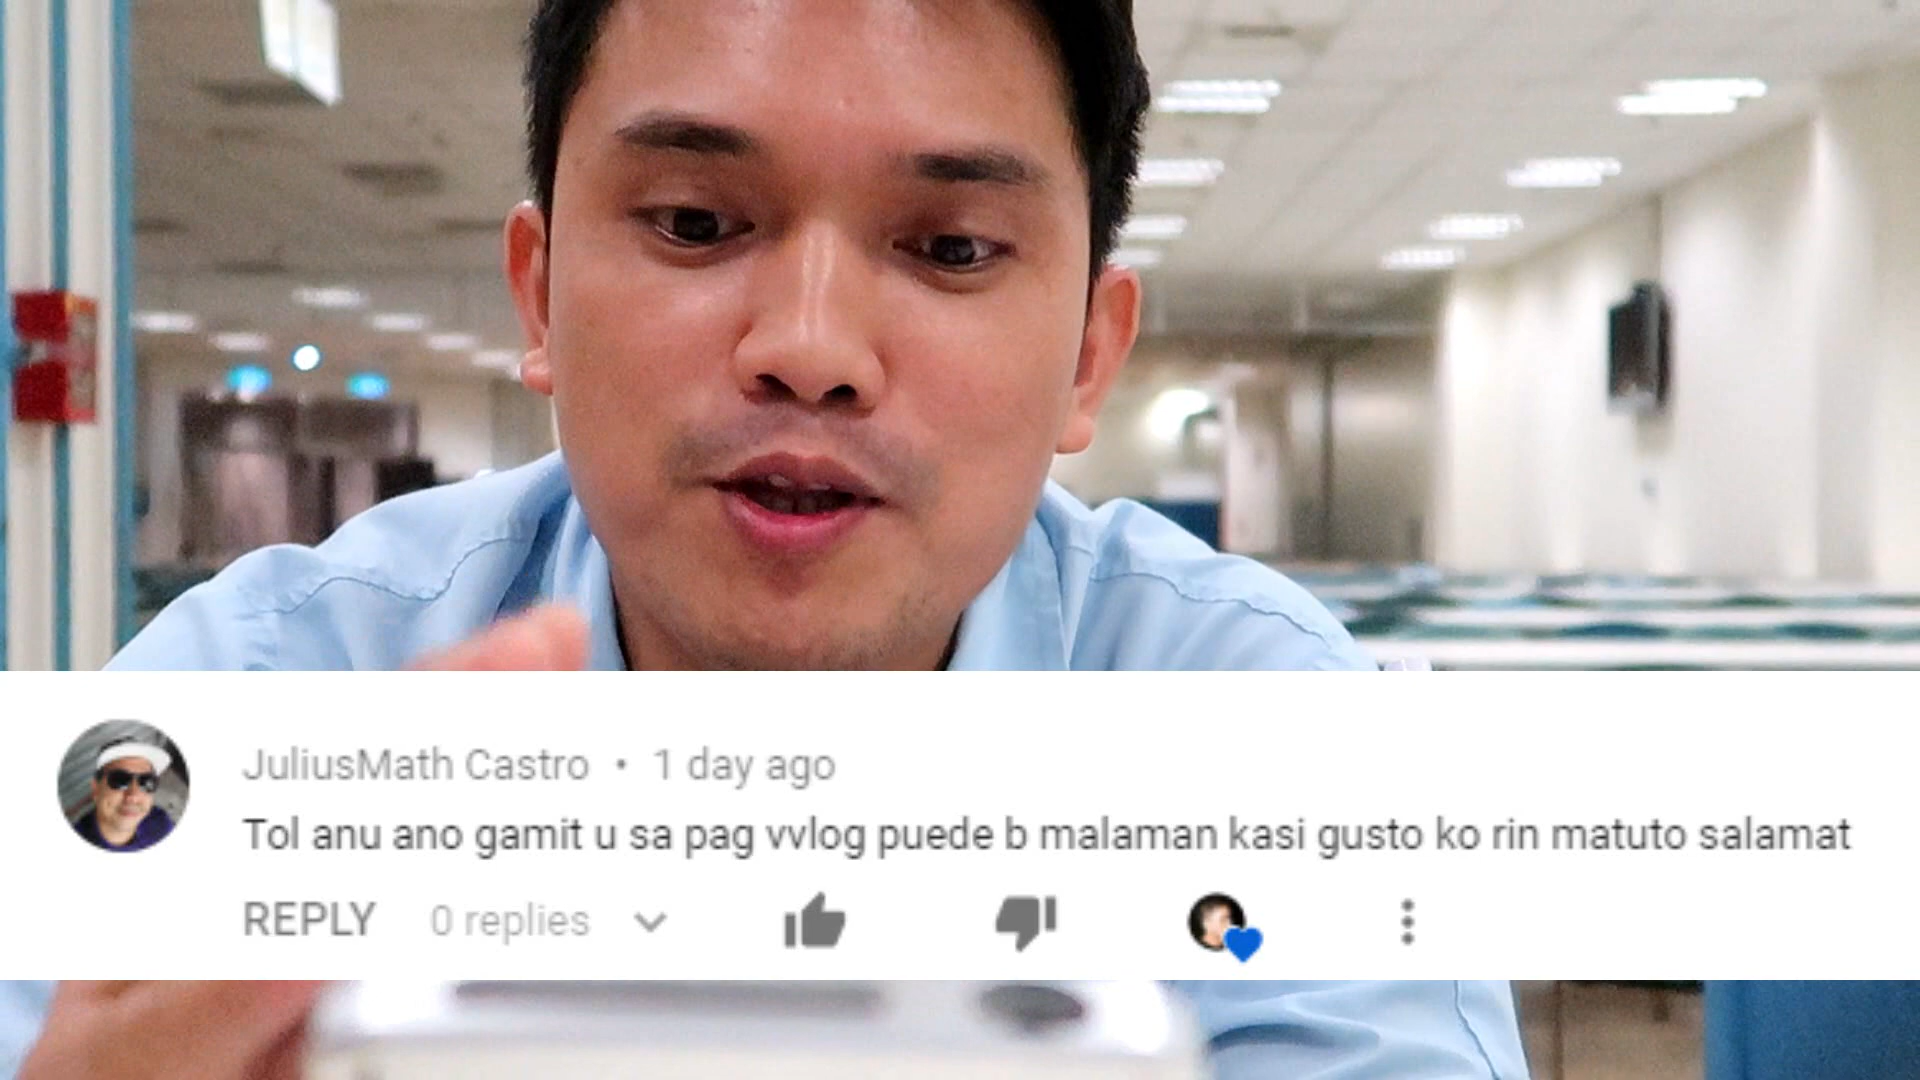 JuliusMath Castro • 1 day ago
Tol anu ano gamit u sa pag vvlog puede b malaman kasi gusto ko rin matuto salamat
REPLY 0 replies